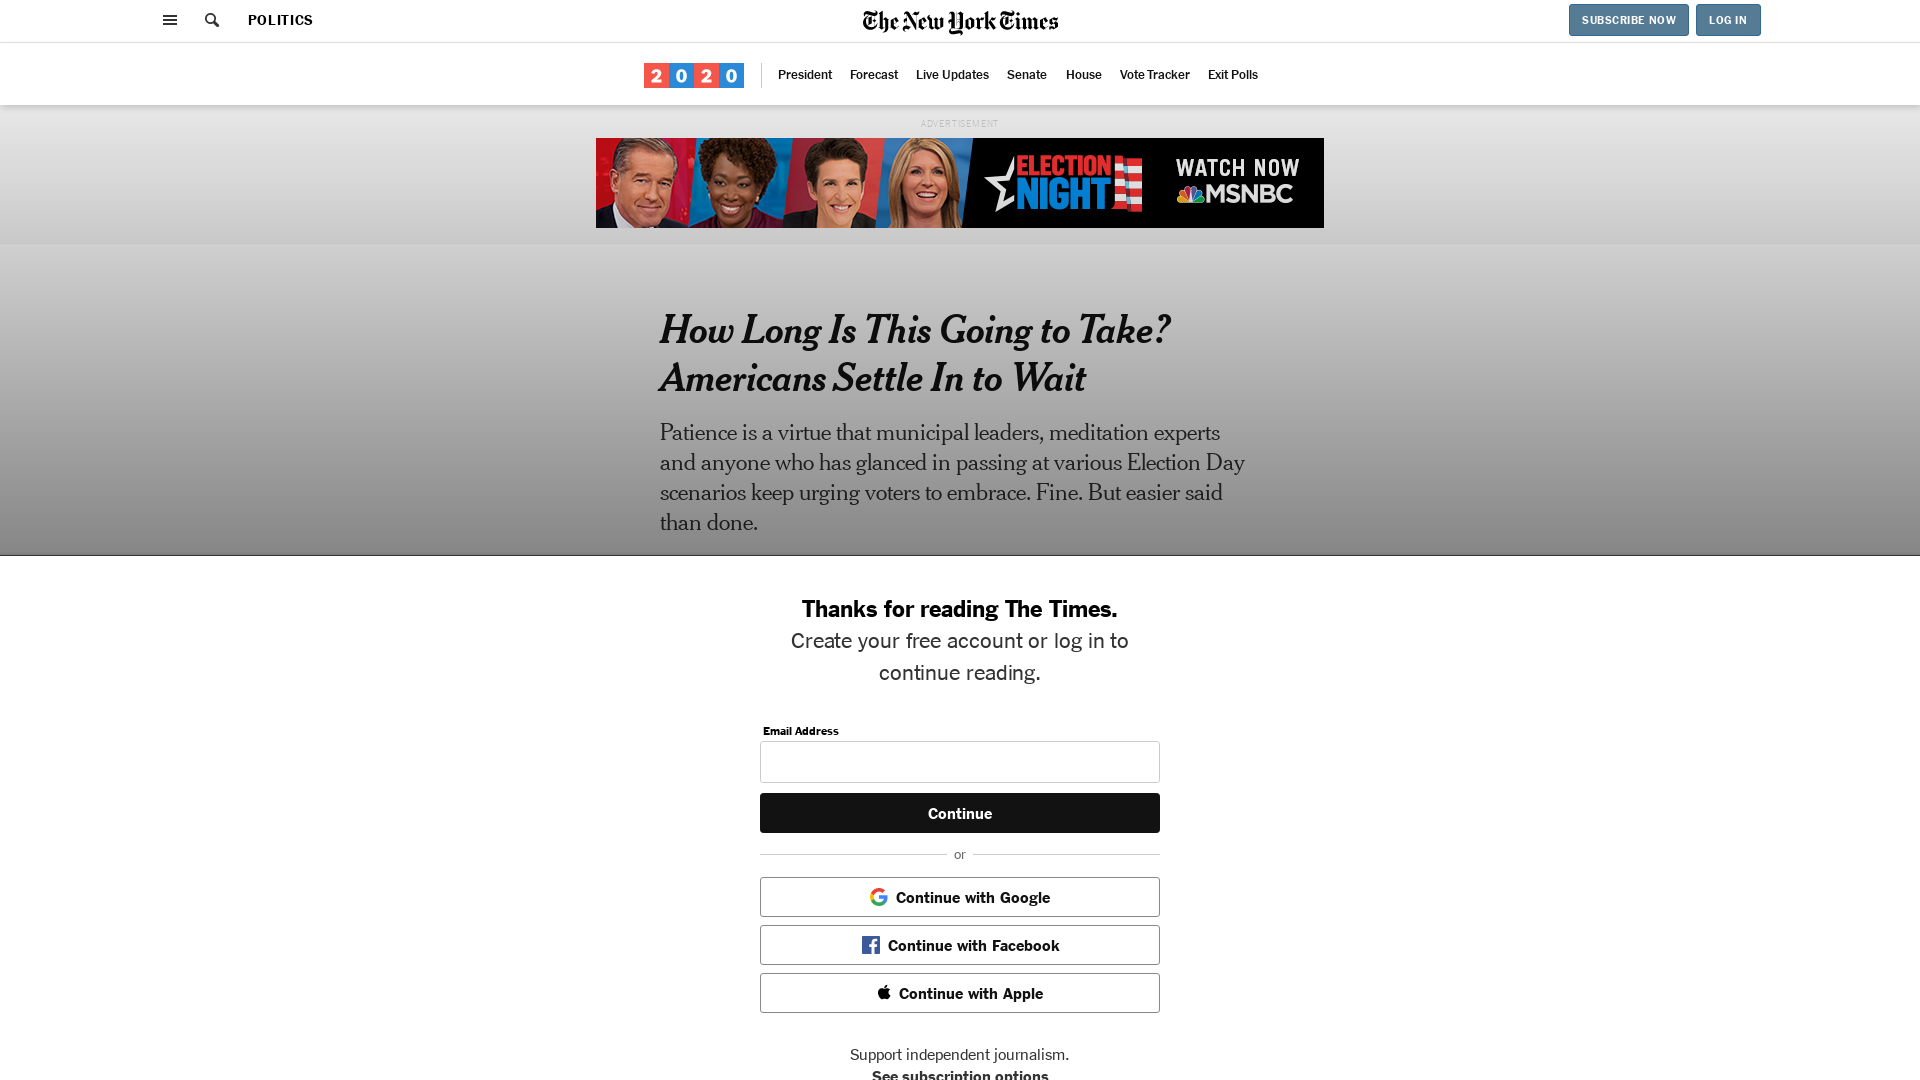 POLITICS
The New York Times
SUBSCRIBE NOW
LOG IN
2020
President
Forecast
Live Updates
Senate
House
Vote Tracker
Exit Polls
ADVERTISEMENT
ELECTION
NIGHT
WATCH NOW
MSNBC
How Long Is This Going to Take?
Americans Settle In to Wait
Patience is a virtue that municipal leaders, meditation experts
and anyone who has glanced in passing at various Election Day
scenarios keep urging voters to embrace. Fine. But easier said
than done.
Thanks for reading The Times.
Create your free account or log in to
continue reading.
Email Address
Continue
or
Continue with Google
Continue with Facebook
Continue with Apple
Support independent journalism.
See subscription options